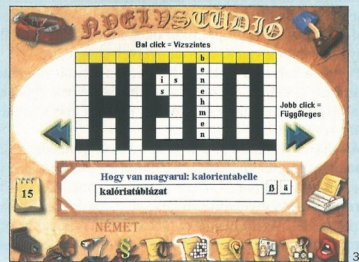 NYELVSTÚDIÓ
Bal click = Vízszintes
b
e
n
i s e
s h
m
e
n
Jobb click =
Függőleges
Hogy van magyarul: kalorientabelle
kalóriatáblázat
ß ä
15
NÉMET
§
3